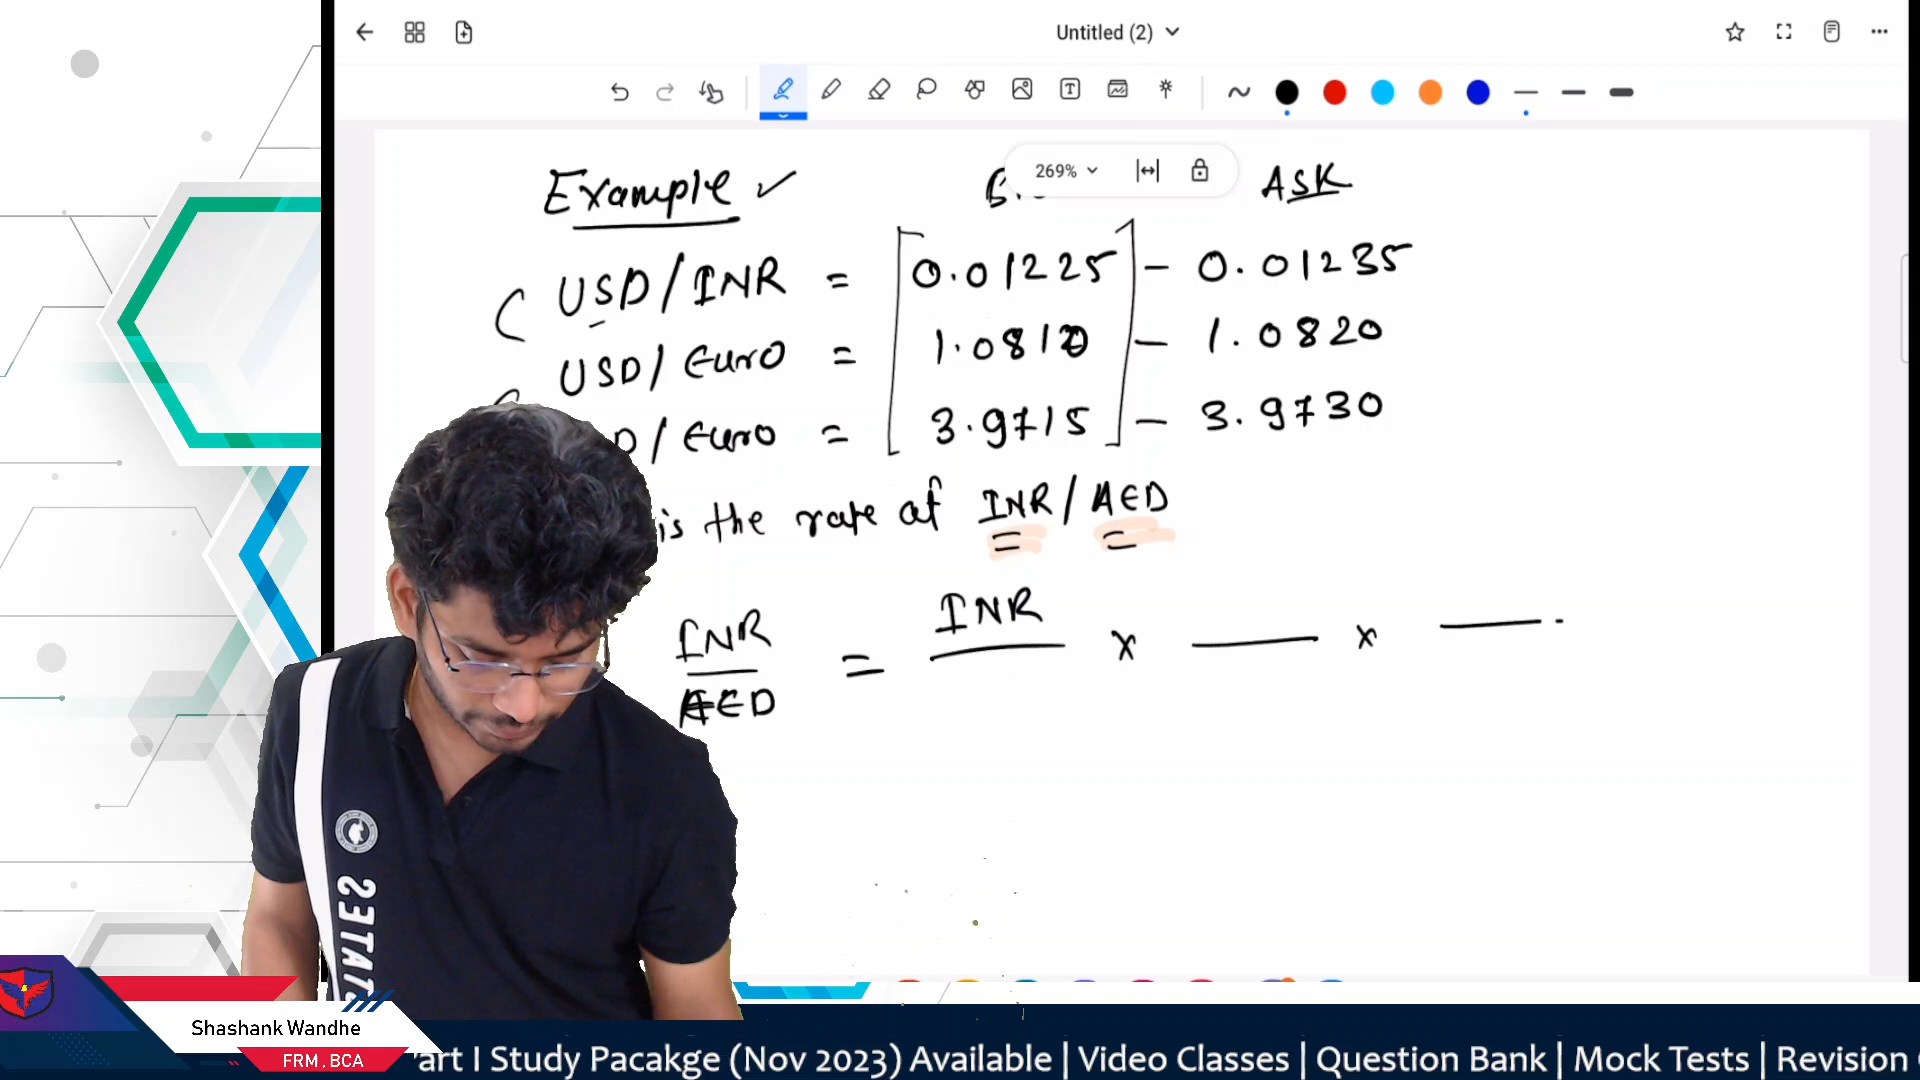 Untitled (2)
269%
Example ✓ ASK
USD/INR = 0.01225 - 0.01235
USD/Euro = 1.0810 - 1.0820
D/Euro = 3.9715 - 3.9730
is the rate of INR/AED
INR/AED = INR/ × ___ × ___.
2ETA7
Shashank Wandhe
FRM, BCA
art I Study Pacakge (Nov 2023) Available | Video Classes | Question Bank | Mock Tests | Revision